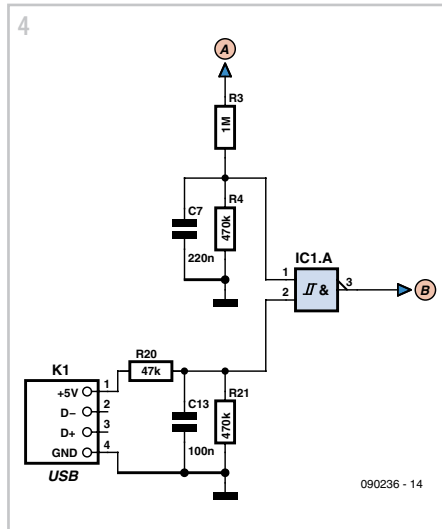 4
A
R3
1M
C7
220n
R4
470k
IC1.A
1
2
&
3
B
K1
R20
47k
+5V
1
D−
2
D+
3
GND
4
USB
C13
100n
R21
470k
090236 - 14